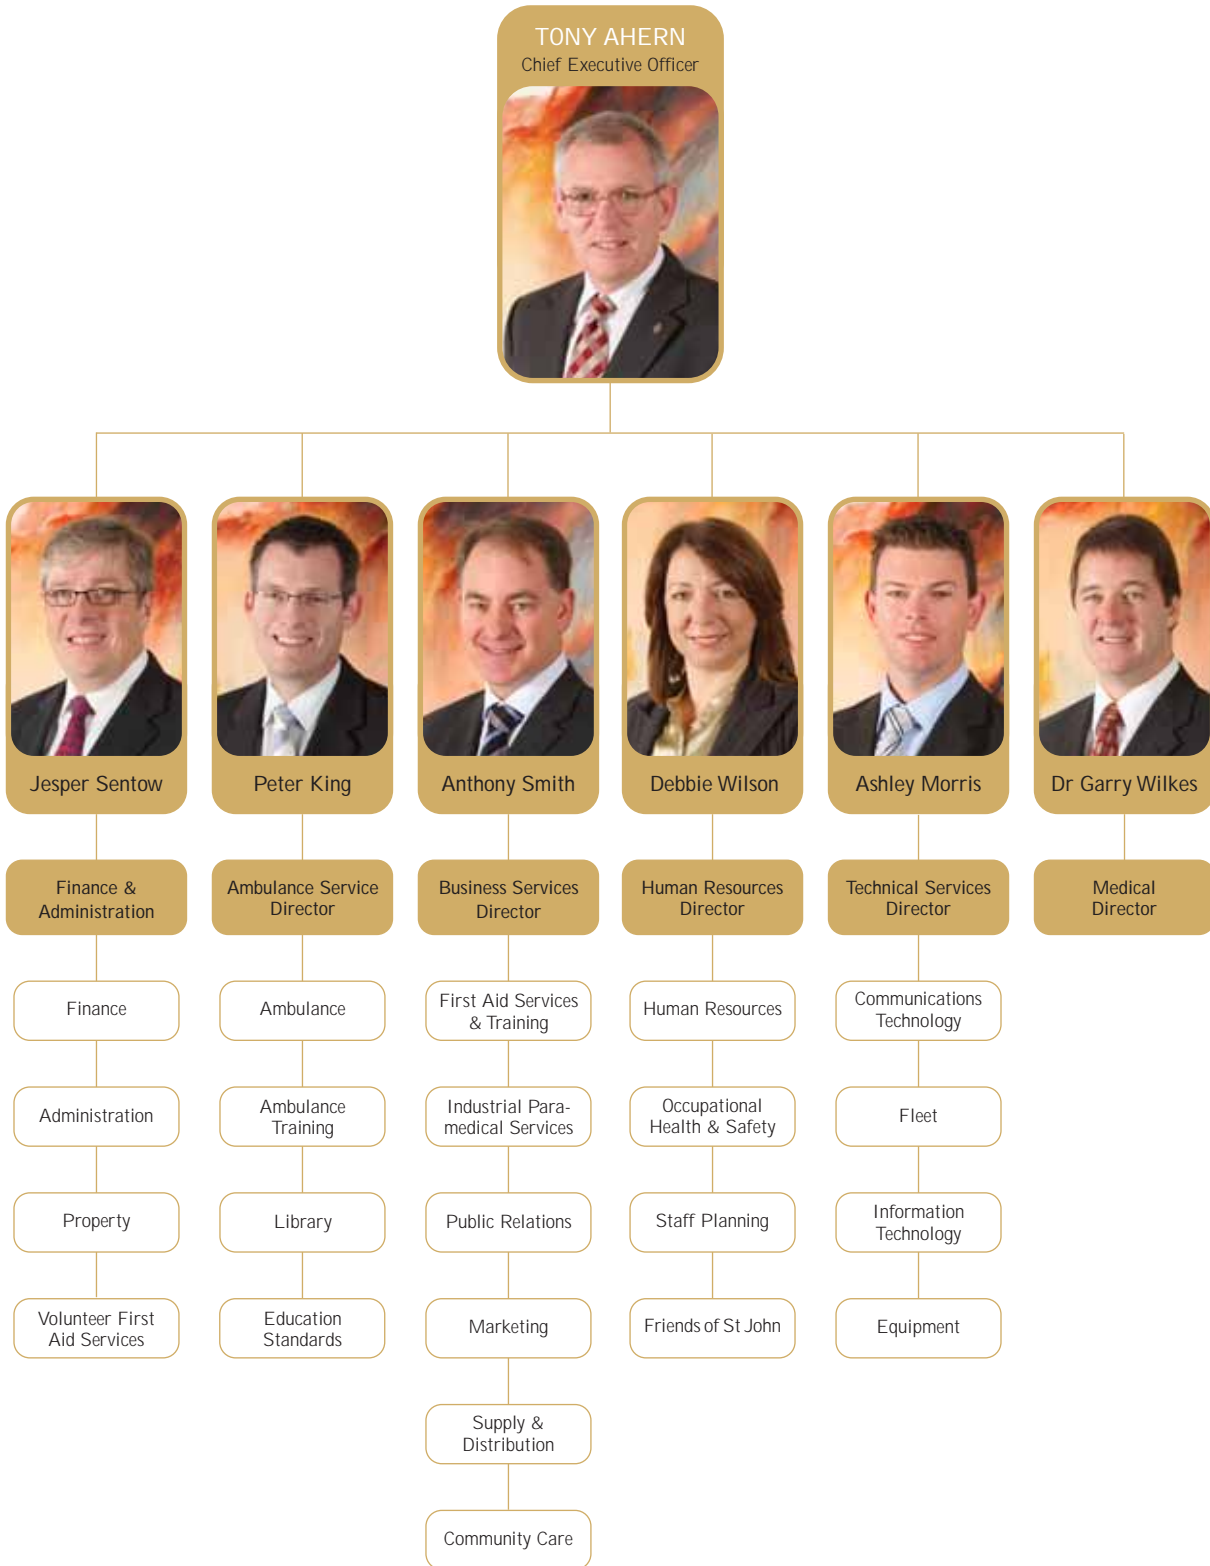 TONY AHERN
Chief Executive Officer
Jesper Sentow
Peter King
Anthony Smith
Debbie Wilson
Ashley Morris
Dr Garry Wilkes
Finance &
Administration
Ambulance Service
Director
Business Services
Director
Human Resources
Director
Technical Services
Director
Medical
Director
Finance
Ambulance
First Aid Services
& Training
Human Resources
Communications
Technology
Administration
Ambulance
Training
Industrial Para-
medical Services
Occupational
Health & Safety
Fleet
Property
Library
Public Relations
Staff Planning
Information
Technology
Volunteer First
Aid Services
Education
Standards
Marketing
Friends of St John
Equipment
Supply &
Distribution
Community Care